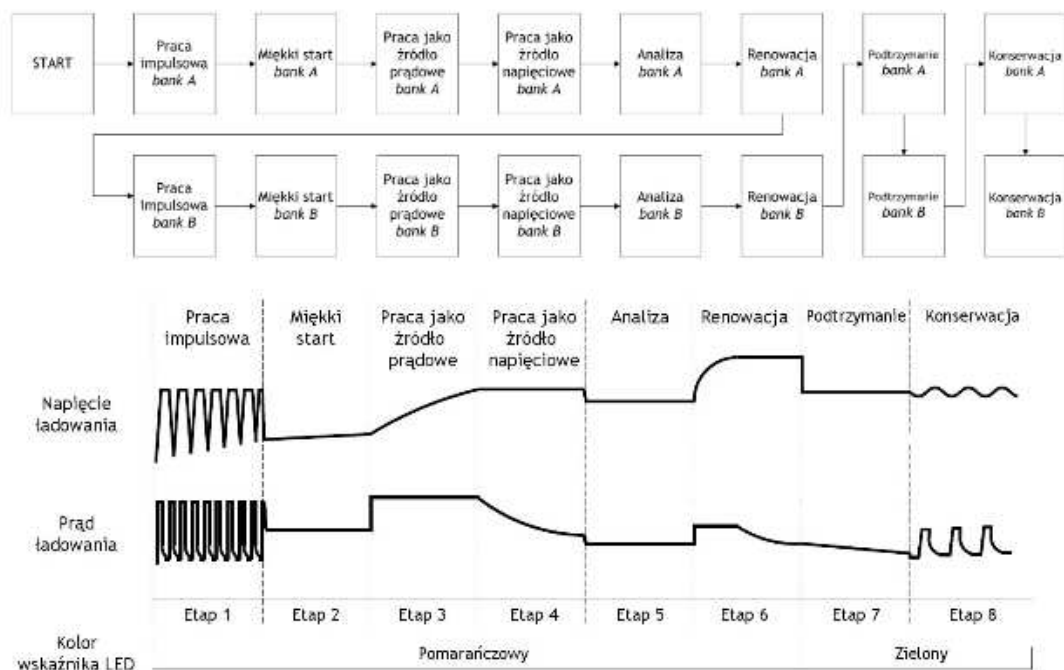 START
Praca
impulsowa
bank A
Miękki start
bank A
Praca jako
źródło
prądowe
bank A
Praca jako
źródło
napięciowe
bank A
Analiza
bank A
Renowacja
bank A
Podtrzymanie
bank A
Konserwacja
bank A
Praca
impulsowa
bank B
Miękki start
bank B
Praca jako
źródło
prądowe
bank B
Praca jako
źródło
napięciowe
bank B
Analiza
bank B
Renowacja
bank B
Podtrzymanie
bank B
Konserwacja
bank B
Praca
impulsowa
Miękki
start
Praca jako
źródło
prądowe
Praca jako
źródło
napięciowe
Analiza
Renowacja
Podtrzymanie
Konserwacja
Napięcie
ładowania
Prąd
ładowania
Etap 1
Etap 2
Etap 3
Etap 4
Etap 5
Etap 6
Etap 7
Etap 8
Kolor
wskaźnika LED
Pomarańczowy
Zielony